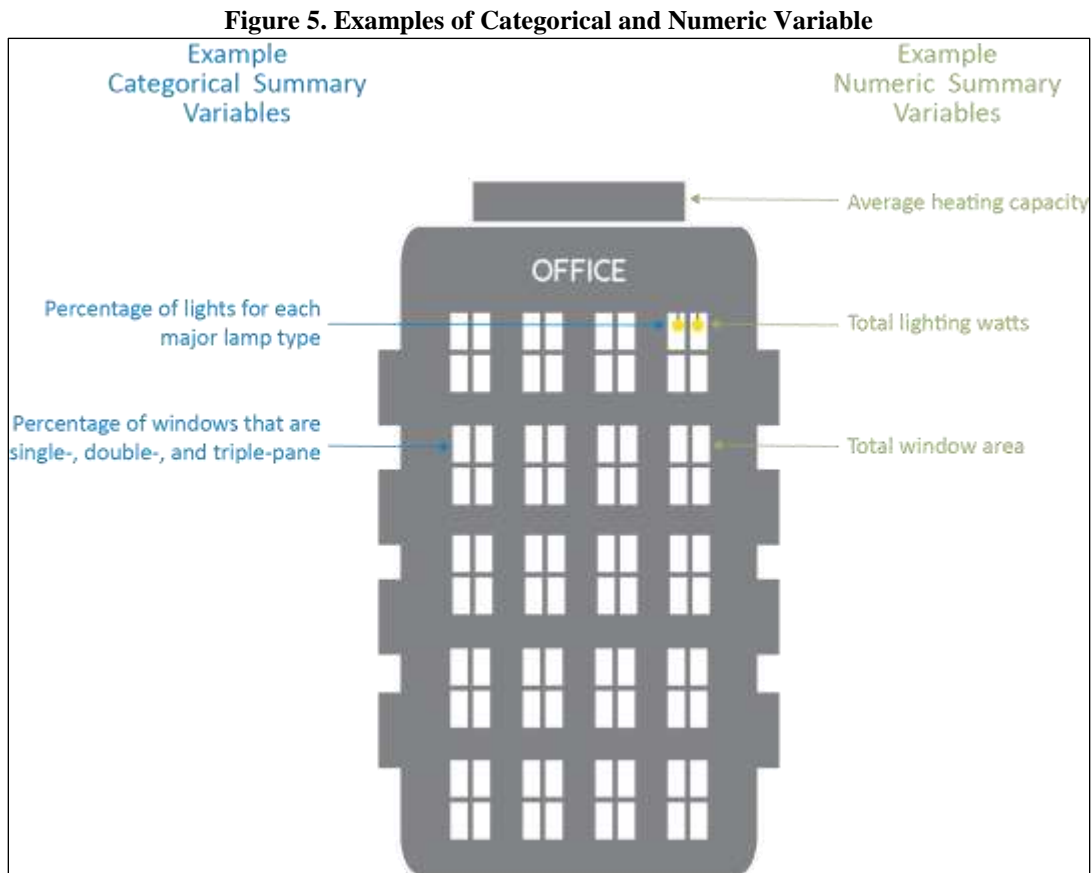 Figure 5. Examples of Categorical and Numeric Variable
Example
Categorical Summary
Variables
Example
Numeric Summary
Variables
Average heating capacity
OFFICE
Percentage of lights for each
major lamp type
Total lighting watts
Percentage of windows that are
single-, double-, and triple-pane
Total window area